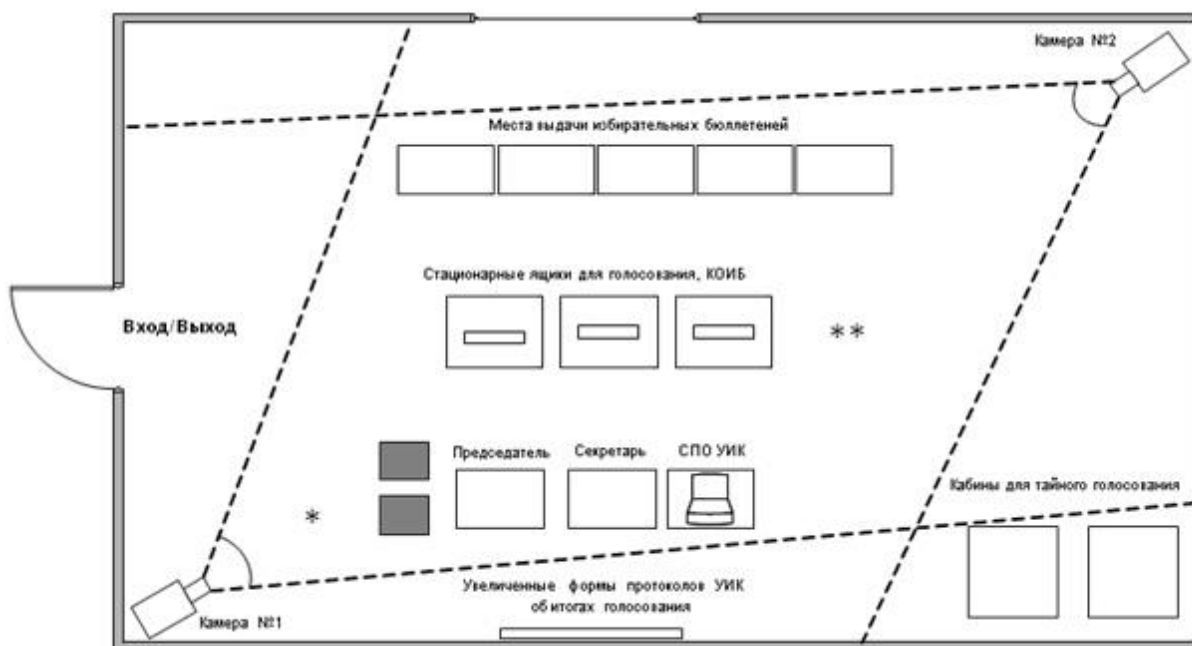 Камера №2
Места выдачи избирательных бюллетеней
Стационарные ящики для голосования, КОИБ
Вход/Выход
**
Председатель
Секретарь
СПО УИК
Кабины для тайного голосования
*
Увеличенные формы протоколов УИК
об итогах голосования
Камера №1